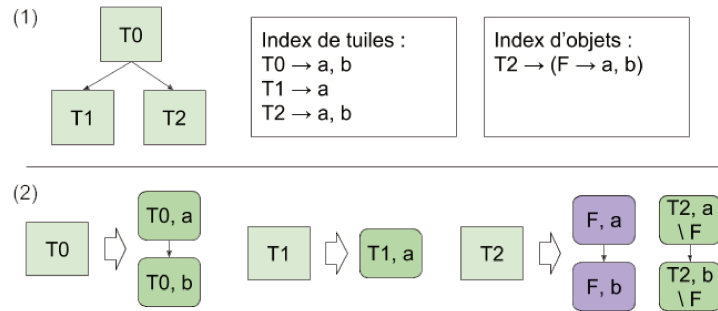 (1)
T0
T1
T2
Index de tuiles :
T0 → a, b
T1 → a
T2 → a, b
Index d'objets :
T2 → (F → a, b)
(2)
T0
T0, a
T0, b
T1
T1, a
T2
F, a
F, b
T2, a
\ F
T2, b
\ F